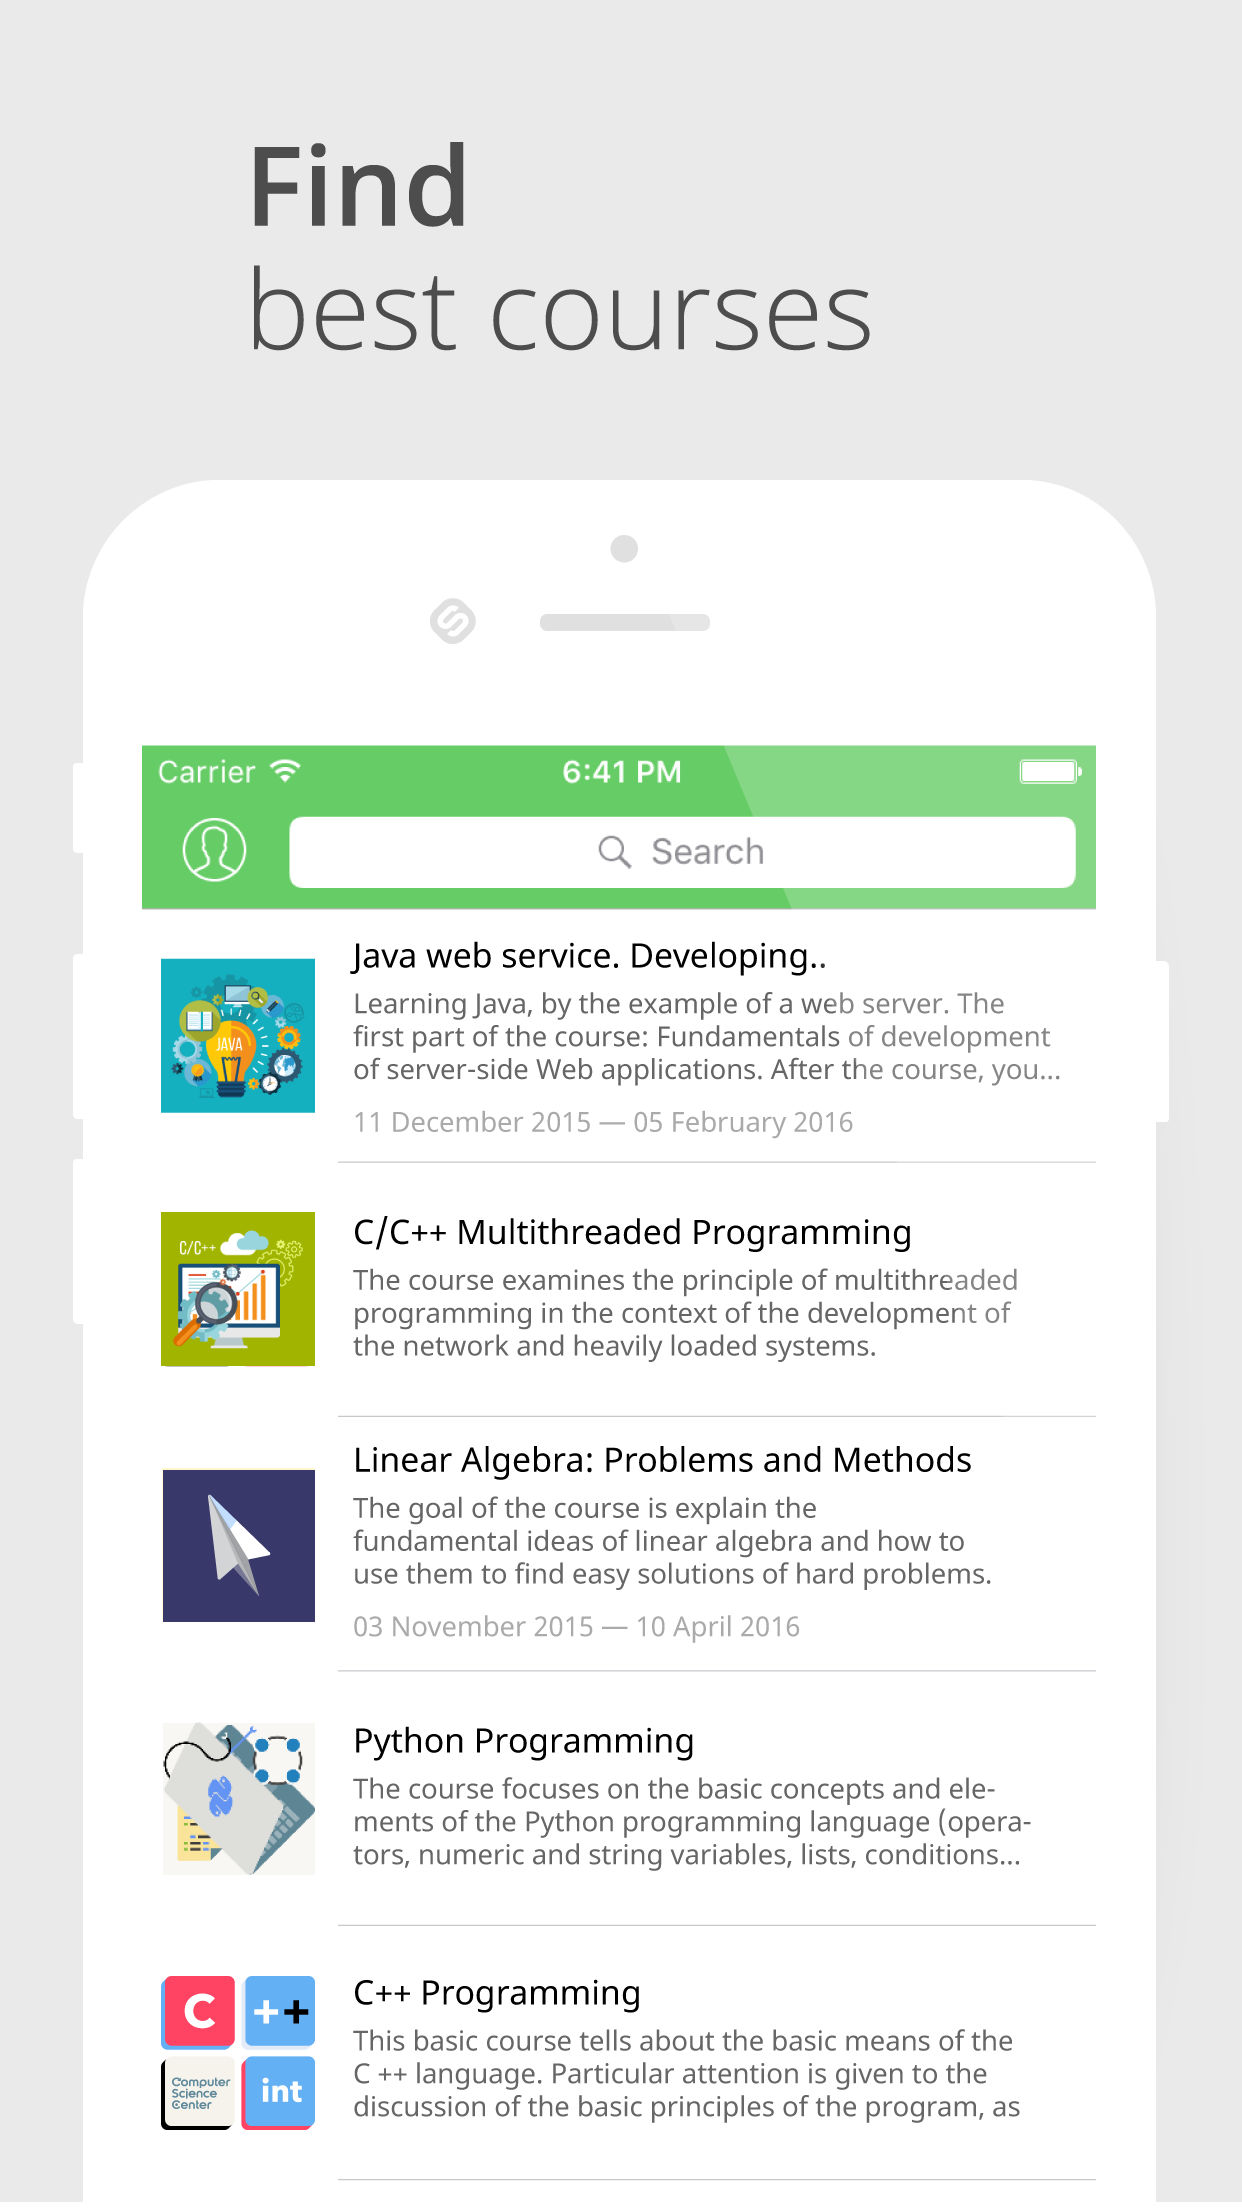 Find
best courses
Carrier
6:41 PM
Search
Java web service. Developing..
Learning Java, by the example of a web server. The
first part of the course: Fundamentals of development
of server-side Web applications. After the course, you...
11 December 2015 — 05 February 2016
JAVA
C/C++ Multithreaded Programming
C/C++
The course examines the principle of multithreaded
programming in the context of the development of
the network and heavily loaded systems.
Linear Algebra: Problems and Methods
The goal of the course is explain the
fundamental ideas of linear algebra and how to
use them to find easy solutions of hard problems.
03 November 2015 — 10 April 2016
Python Programming
The course focuses on the basic concepts and ele-
ments of the Python programming language (opera-
tors, numeric and string variables, lists, conditions...
C++ Programming
C ++
This basic course tells about the basic means of the
C ++ language. Particular attention is given to the
discussion of the basic principles of the program, as
Computer
Science
Center
int